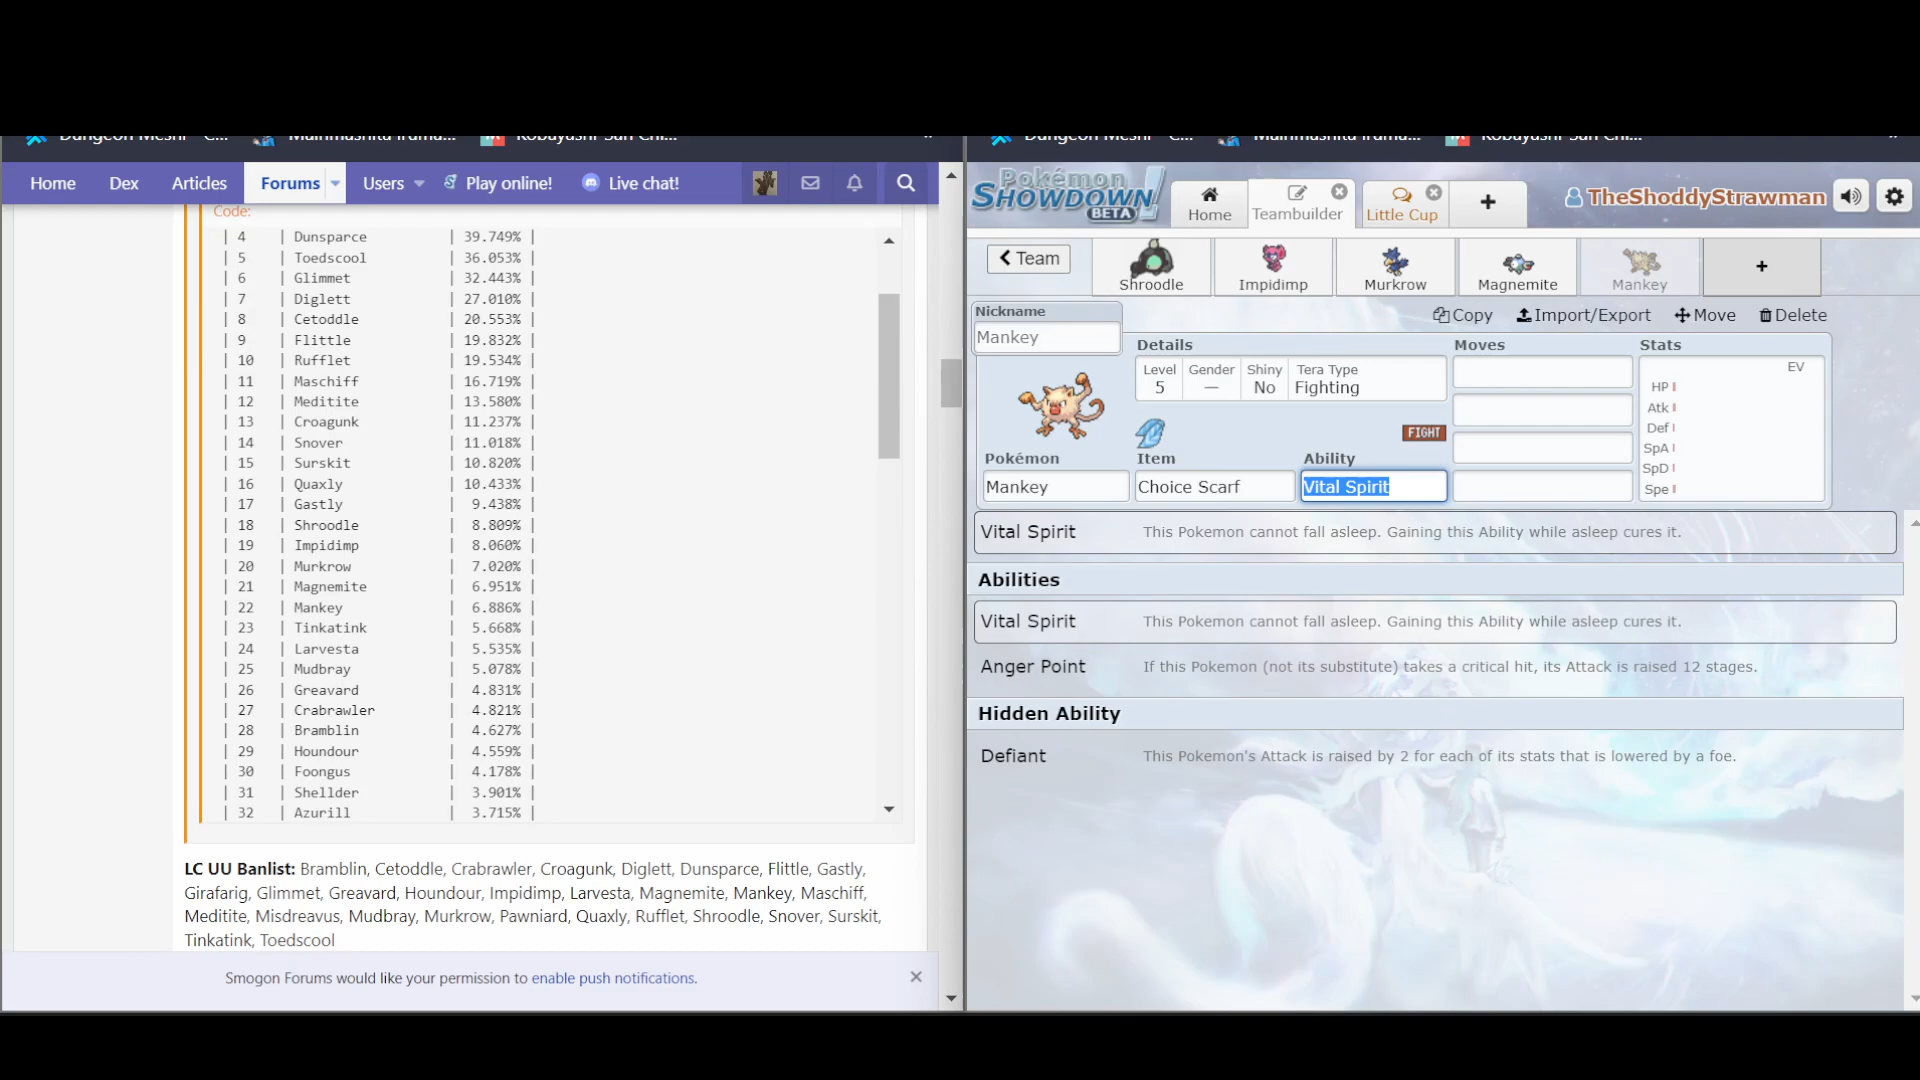 Dungeon Meshi - C... Mairimashita Iruma... Kobayashi-San Chi... »
Home Dex Articles Forums Users Play online! Live chat!
Code:
| 4 | Dunsparce | 39.749% |
| 5 | Toedscool | 36.053% |
| 6 | Glimmet | 32.443% |
| 7 | Diglett | 27.010% |
| 8 | Cetoddle | 20.553% |
| 9 | Flittle | 19.832% |
| 10 | Rufflet | 19.534% |
| 11 | Maschiff | 16.719% |
| 12 | Meditite | 13.580% |
| 13 | Croagunk | 11.237% |
| 14 | Snover | 11.018% |
| 15 | Surskit | 10.820% |
| 16 | Quaxly | 10.433% |
| 17 | Gastly | 9.438% |
| 18 | Shroodle | 8.809% |
| 19 | Impidimp | 8.060% |
| 20 | Murkrow | 7.020% |
| 21 | Magnemite | 6.951% |
| 22 | Mankey | 6.886% |
| 23 | Tinkatink | 5.668% |
| 24 | Larvesta | 5.535% |
| 25 | Mudbray | 5.078% |
| 26 | Greavard | 4.831% |
| 27 | Crabrawler | 4.821% |
| 28 | Bramblin | 4.627% |
| 29 | Houndour | 4.559% |
| 30 | Foongus | 4.178% |
| 31 | Shellder | 3.901% |
| 32 | Azurill | 3.715% |
LC UU Banlist: Bramblin, Cetoddle, Crabrawler, Croagunk, Diglett, Dunsparce, Flittle, Gastly,
Girafarig, Glimmet, Greavard, Houndour, Impidimp, Larvesta, Magnemite, Mankey, Maschiff,
Meditite, Misdreavus, Mudbray, Murkrow, Pawniard, Quaxly, Rufflet, Shroodle, Snover, Surskit,
Tinkatink, Toedscool
Smogon Forums would like your permission to enable push notifications.
Dungeon Meshi - C... Mairimashita Iruma... Kobayashi-San Chi... »
Pokémon
SHOWDOWN!
BETA
Home Teambuilder Little Cup + TheShoddyStrawman
Team Shroodle Impidimp Murkrow Magnemite Mankey +
Copy Import/Export Move Delete
Nickname
Mankey
Details Moves Stats
Level Gender Shiny Tera Type EV
5 — No Fighting
HP
Atk
Def
SpA
SpD
Spe
FIGHT
Pokémon Item Ability
Mankey Choice Scarf Vital Spirit
Vital Spirit This Pokemon cannot fall asleep. Gaining this Ability while asleep cures it.
Abilities
Vital Spirit This Pokemon cannot fall asleep. Gaining this Ability while asleep cures it.
Anger Point If this Pokemon (not its substitute) takes a critical hit, its Attack is raised 12 stages.
Hidden Ability
Defiant This Pokemon's Attack is raised by 2 for each of its stats that is lowered by a foe.